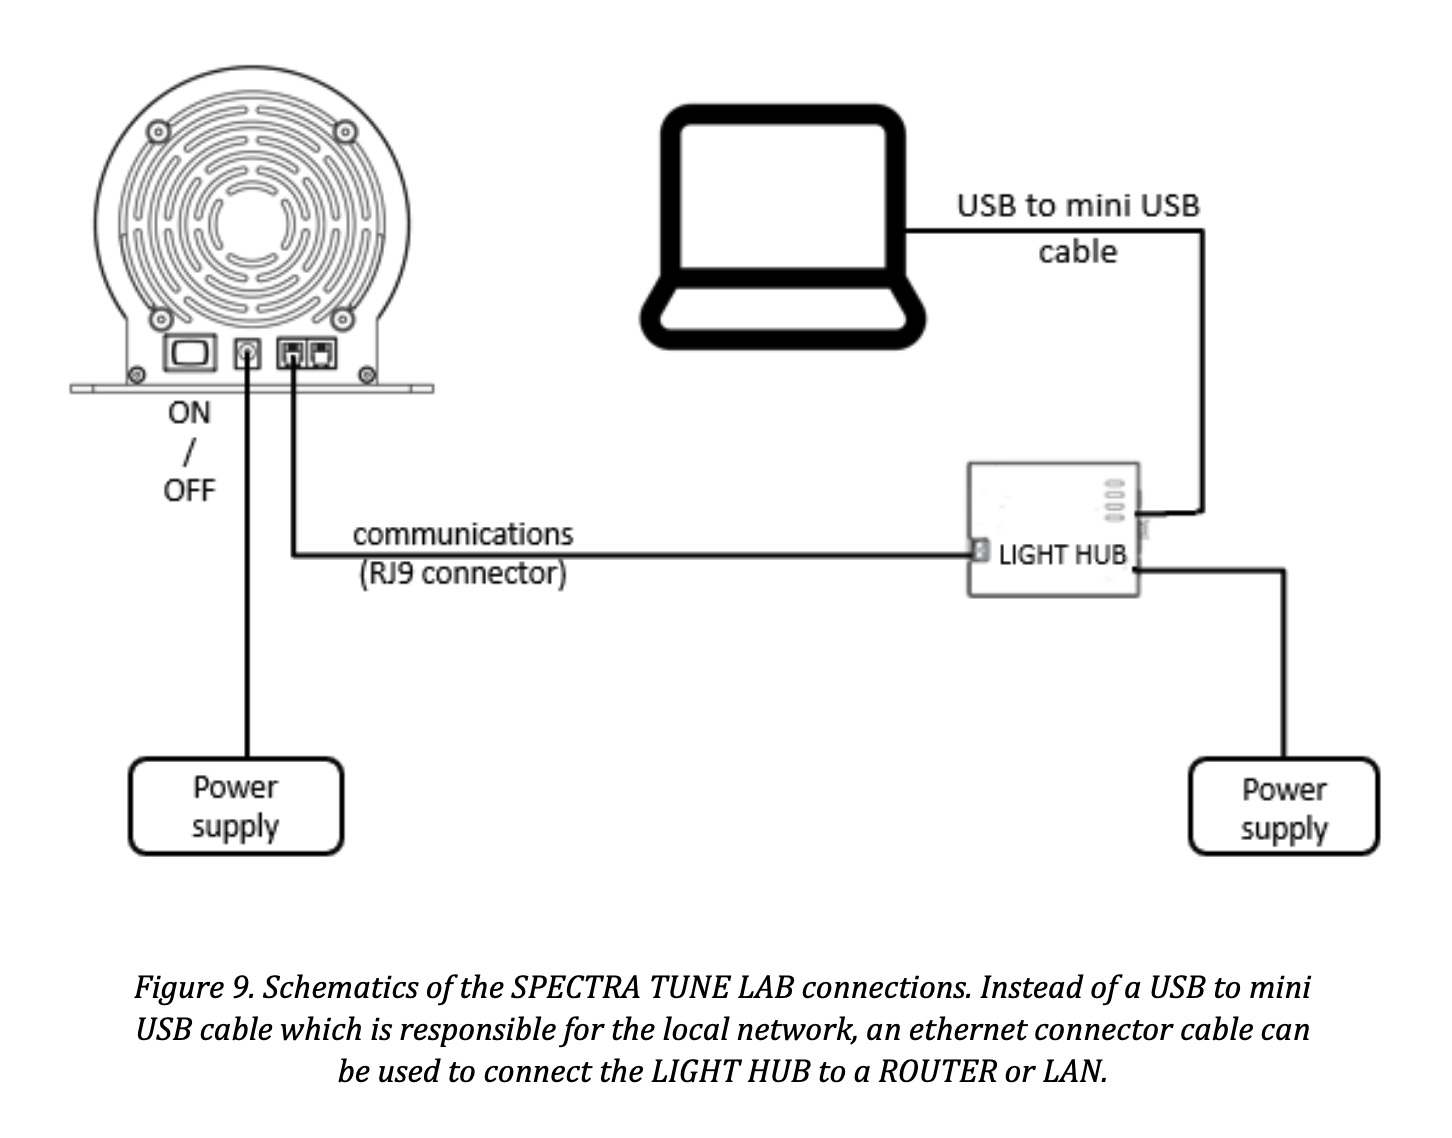 USB to mini USB
cable
ON
/
OFF
communications
(RJ9 connector)
LIGHT HUB
Power
supply
Power
supply
Figure 9. Schematics of the SPECTRA TUNE LAB connections. Instead of a USB to mini
USB cable which is responsible for the local network, an ethernet connector cable can
be used to connect the LIGHT HUB to a ROUTER or LAN.